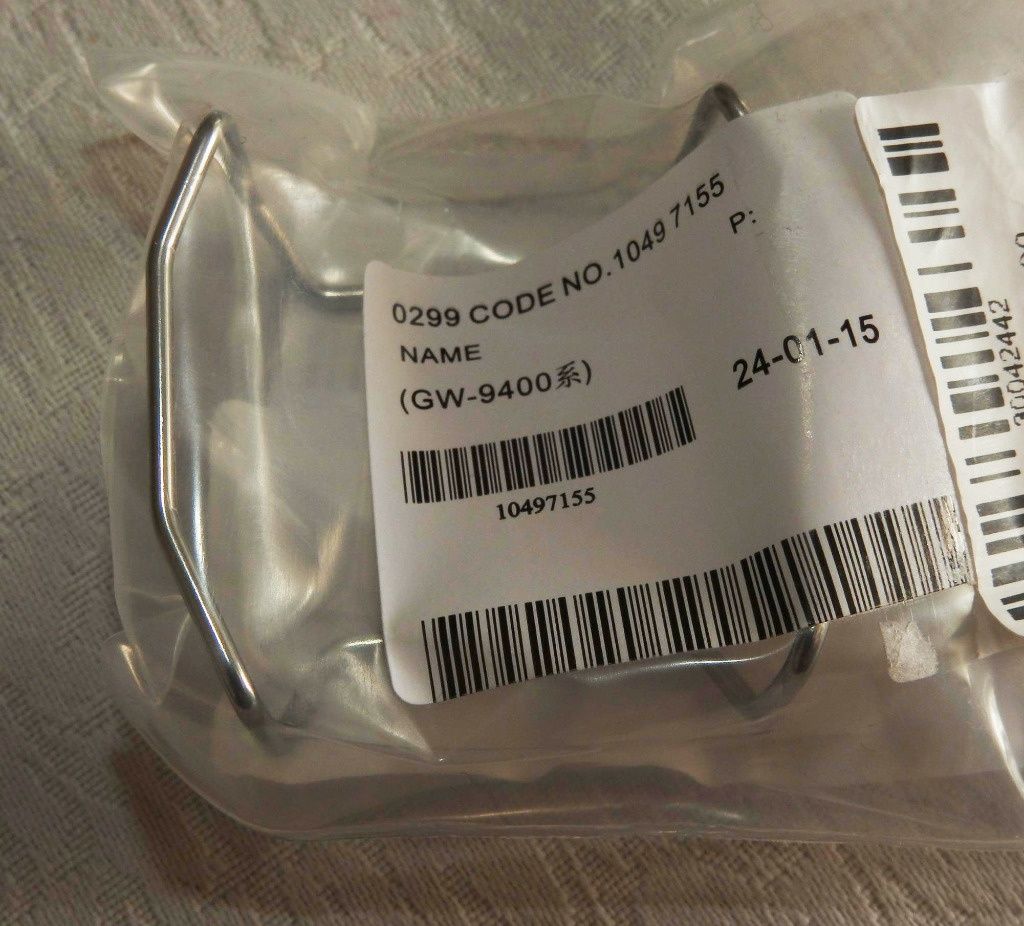 0299 CODE NO.1049 7155
P:
NAME
(GW-9400系)
24-01-15
10497155
30042442